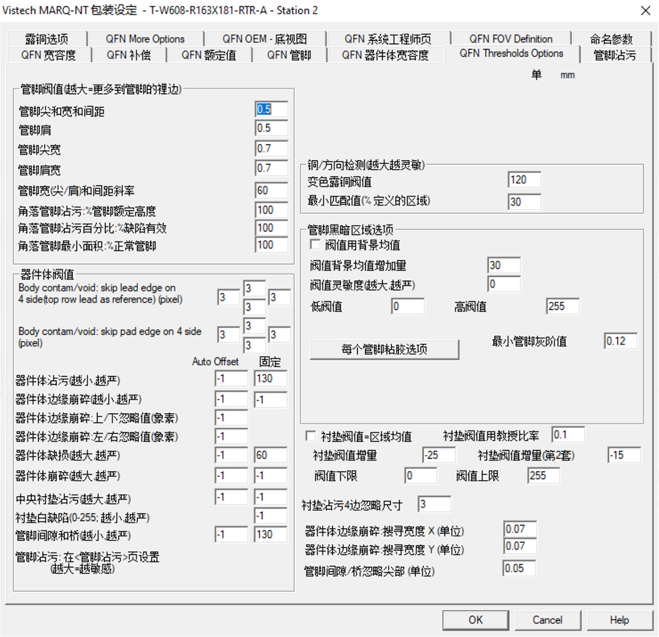 Vistech MARQ-NT 包装设定 - T-W608-R163X181-RTR-A - Station 2
露铜选项 QFN More Options QFN OEM - 底视图 QFN 系统工程师页 QFN FOV Definition 命名参数
QFN 宽容度 QFN 补偿 QFN 额定值 QFN 管脚 QFN 器件体宽容度 QFN Thresholds Options 管脚沾污
单 mm
管脚阀值(越大=更多到管脚的裡边)
管脚尖和宽和间距 0.5
管脚肩 0.5
管脚尖宽 0.7
管脚肩宽 0.7
管脚宽(尖/肩)和间距斜率 60
角落管脚沾污:%管脚额定高度 100
角落管脚沾污百分比:%缺陷有效 100
角落管脚最小面积:%正常管脚 100
器件体阀值
Body contam/void: skip lead edge on
4 side(top row lead as reference) (pixel)
3 3 3 3
Body contam/void: skip pad edge on 4 side
(pixel)
3 3 3 3
Auto Offset 固定
器件体沾污(越小.越严) -1 130
器件体边缘崩碎(越小.越严) -1 -1
器件体边缘崩碎:上/下忽略值(象素) -1
器件体边缘崩碎:左/右忽略值(象素) -1
器件体缺损(越大.越严) -1 60
器件体崩碎(越大.越严) -1 -1
中央衬垫沾污(越大.越严) -1 -1
衬垫白缺陷(0-255; 越小.越严) -1
管脚间隙和桥(越小.越严) -1 130
管脚沾污: 在<管脚沾污>页设置
(越大=越敏感)
铜/方向检测(越大越灵敏)
变色露铜阀值 120
最小匹配值(% 定义的区域) 30
管脚黑暗区域选项
阀值用背景均值
阀值背景均值增加量 30
阀值灵敏度(越大.越严) 0
低阀值 0 高阀值 255
每个管脚粘胶选项 最小管脚灰阶值 0.12
衬垫阀值=区域均值 衬垫阀值用教授比率 0.1
衬垫阀值增量 -25 衬垫阀值增量(第2套) -15
阀值下限 0 阀值上限 255
衬垫沾污4边忽略尺寸 3
器件体边缘崩碎:搜寻宽度 X (单位) 0.07
器件体边缘崩碎:搜寻宽度 Y (单位) 0.07
管脚间隙/桥忽略尖部 (单位) 0.05
OK Cancel Help